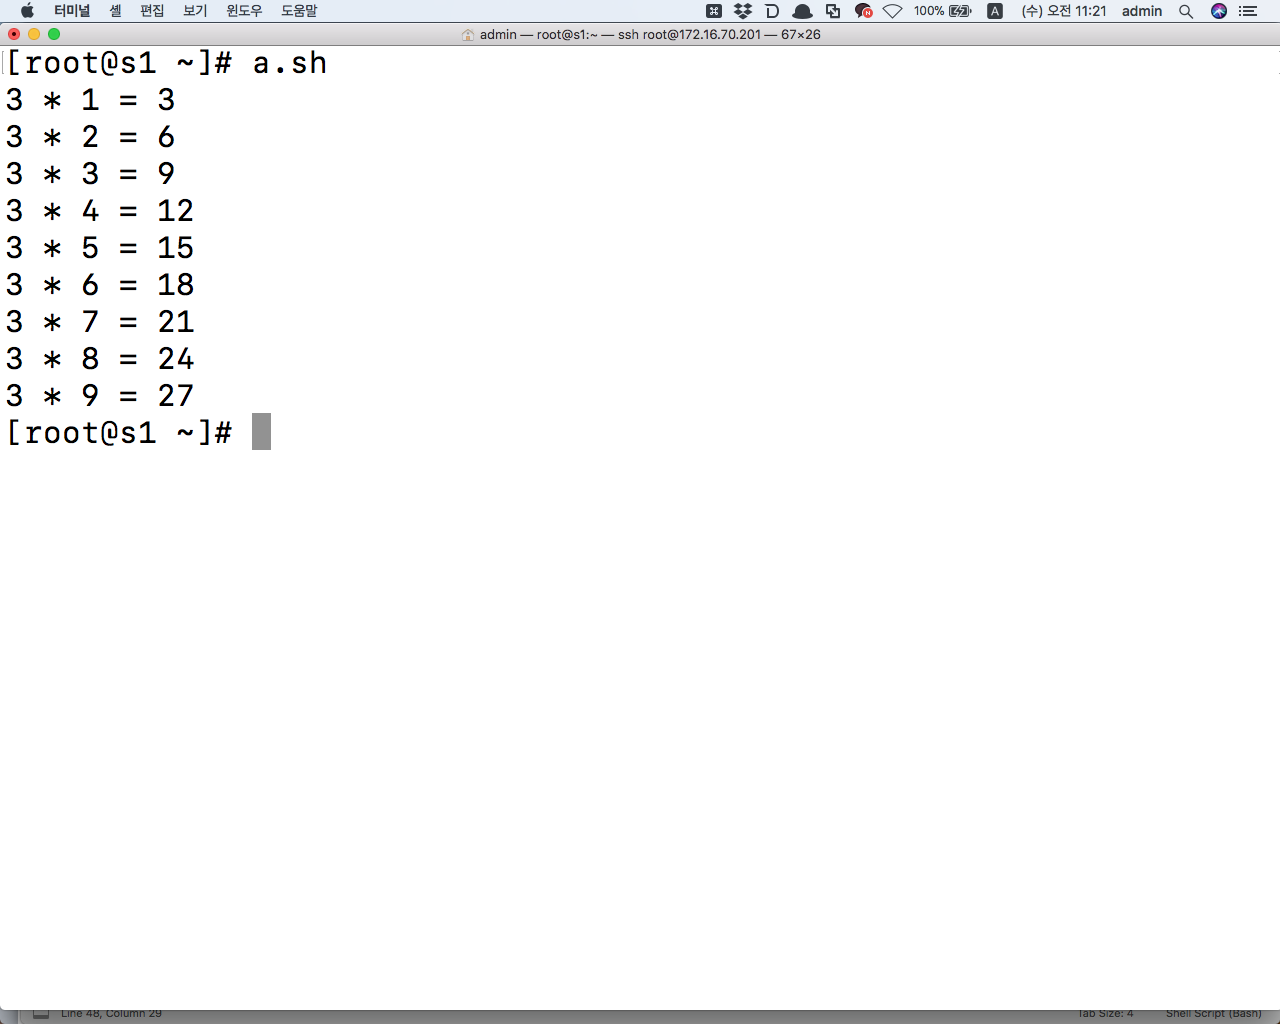 터미널 셸 편집 보기 윈도우 도움말 100% A (수) 오전 11:21 admin
admin — root@s1:~ — ssh root@172.16.70.201 — 67×26
[root@s1 ~]# a.sh
3 * 1 = 3
3 * 2 = 6
3 * 3 = 9
3 * 4 = 12
3 * 5 = 15
3 * 6 = 18
3 * 7 = 21
3 * 8 = 24
3 * 9 = 27
[root@s1 ~]#
Line 48, Column 29 Tab Size: 4 Shell Script (Bash)